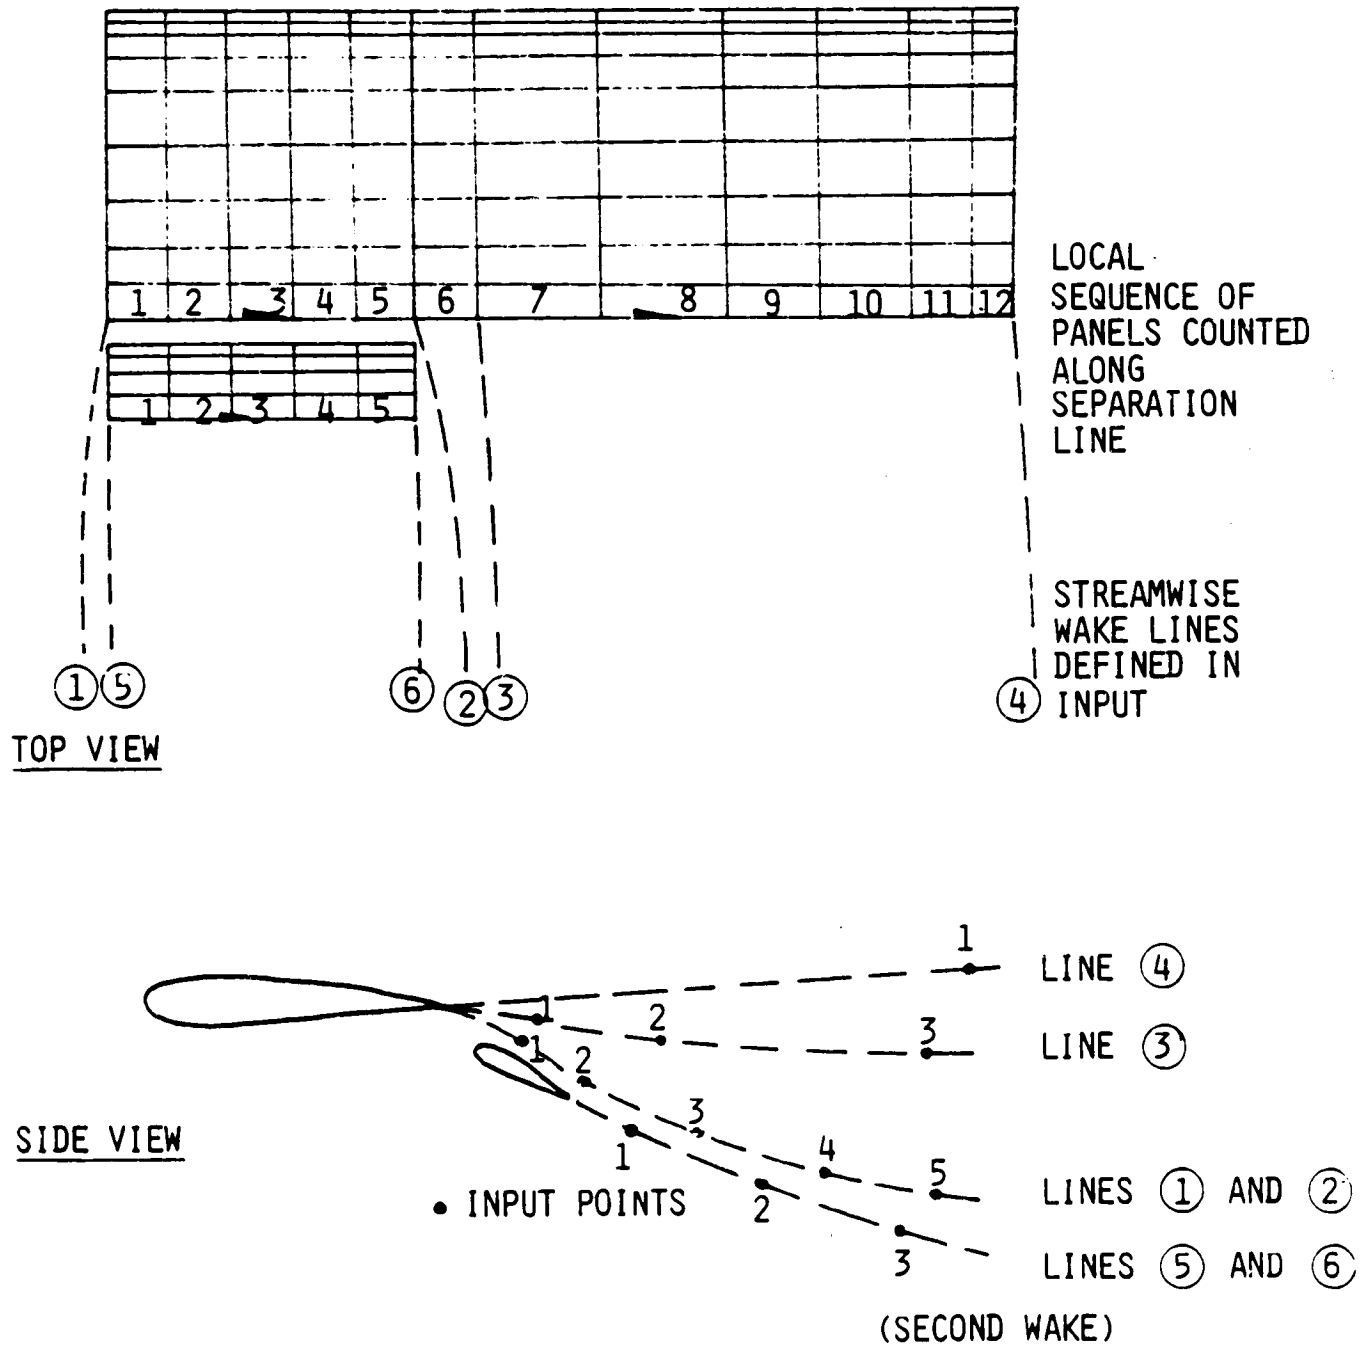 1 2 3 4 5 6 7 8 9 10 11 12
LOCAL
SEQUENCE OF
PANELS COUNTED
ALONG
SEPARATION
LINE
1 2 3 4 5
STREAMWISE
WAKE LINES
DEFINED IN
INPUT
1 5 6 2 3 4
TOP VIEW
1
LINE 4
1 2 3
LINE 3
1 2 3 4 5
LINES 1 AND 2
SIDE VIEW
1 2 3
• INPUT POINTS
LINES 5 AND 6
(SECOND WAKE)